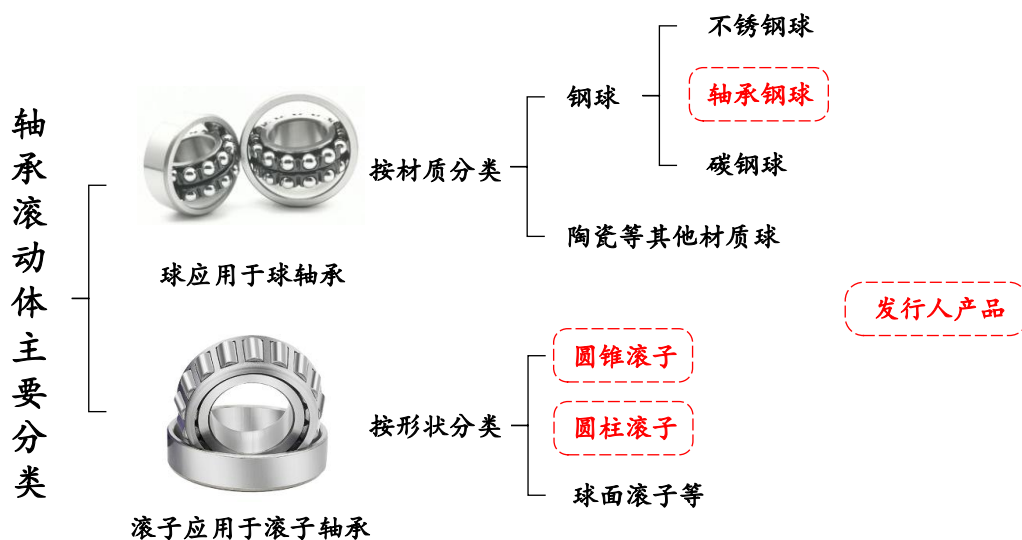 轴承滚动体主要分类
球应用于球轴承
按材质分类
钢球
不锈钢球
轴承钢球
碳钢球
陶瓷等其他材质球
发行人产品
滚子应用于滚子轴承
按形状分类
圆锥滚子
圆柱滚子
球面滚子等